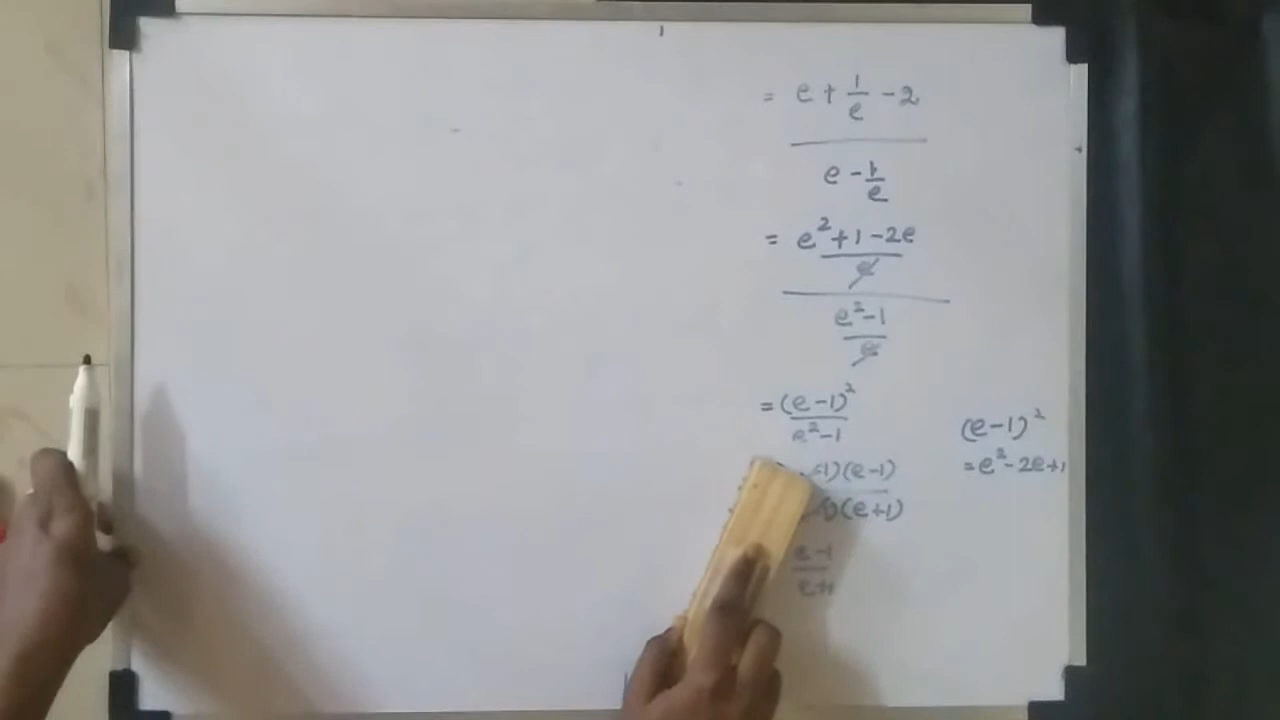 = e + 1/e - 2
e - 1/e
= e² + 1 - 2e
e
e² - 1
e
= (e - 1)²
e² - 1
-1)(e - 1)
)(e + 1)
e - 1
e + 1
(e - 1)²
= e² - 2e + 1